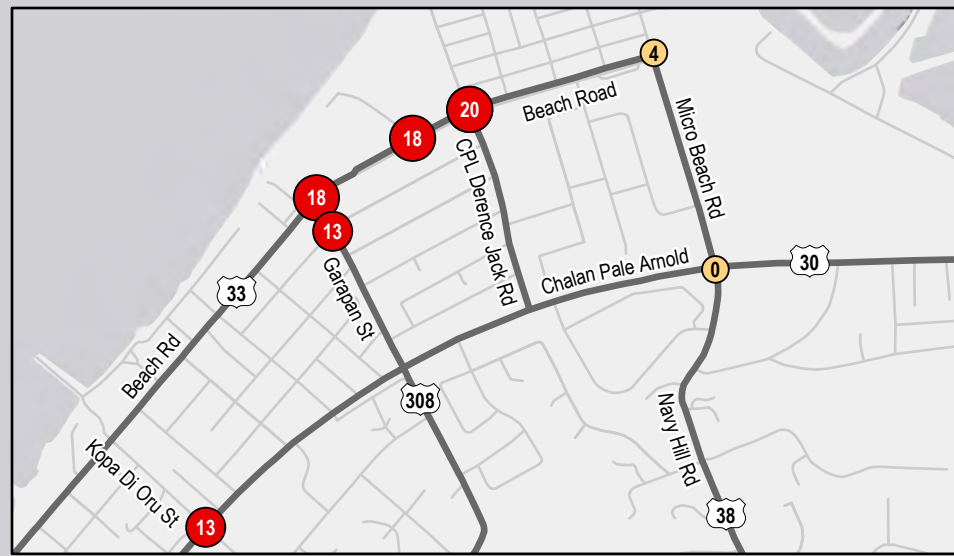 4
20
Beach Road
18
Micro Beach Rd
CPL Derence Jack Rd
18
13
Chalan Pale Arnold
30
0
Garapan St
33
Beach Rd
308
Navy Hill Rd
Kopa Di Oru St
38
13